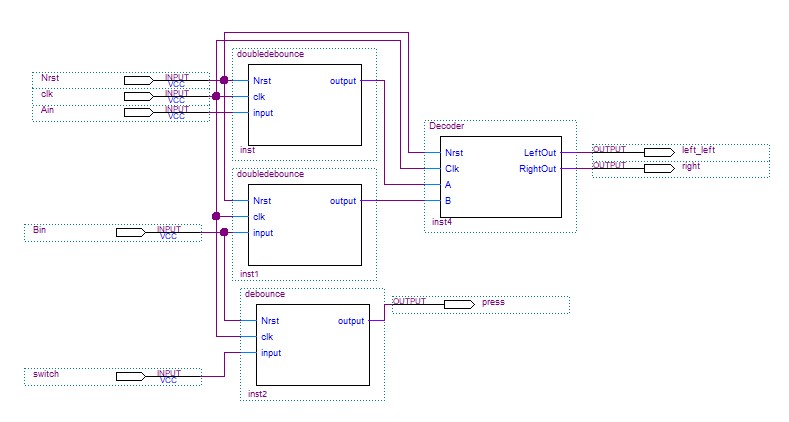 doubledebounce
Nrst INPUT VCC
clk INPUT VCC
Ain INPUT VCC
Nrst output
clk
input
inst
Decoder
Nrst LeftOut
Clk RightOut
A
B
inst4
OUTPUT left_left
OUTPUT right
doubledebounce
Nrst output
clk
input
inst1
Bin INPUT VCC
debounce
Nrst output
clk
input
inst2
OUTPUT press
switch INPUT VCC